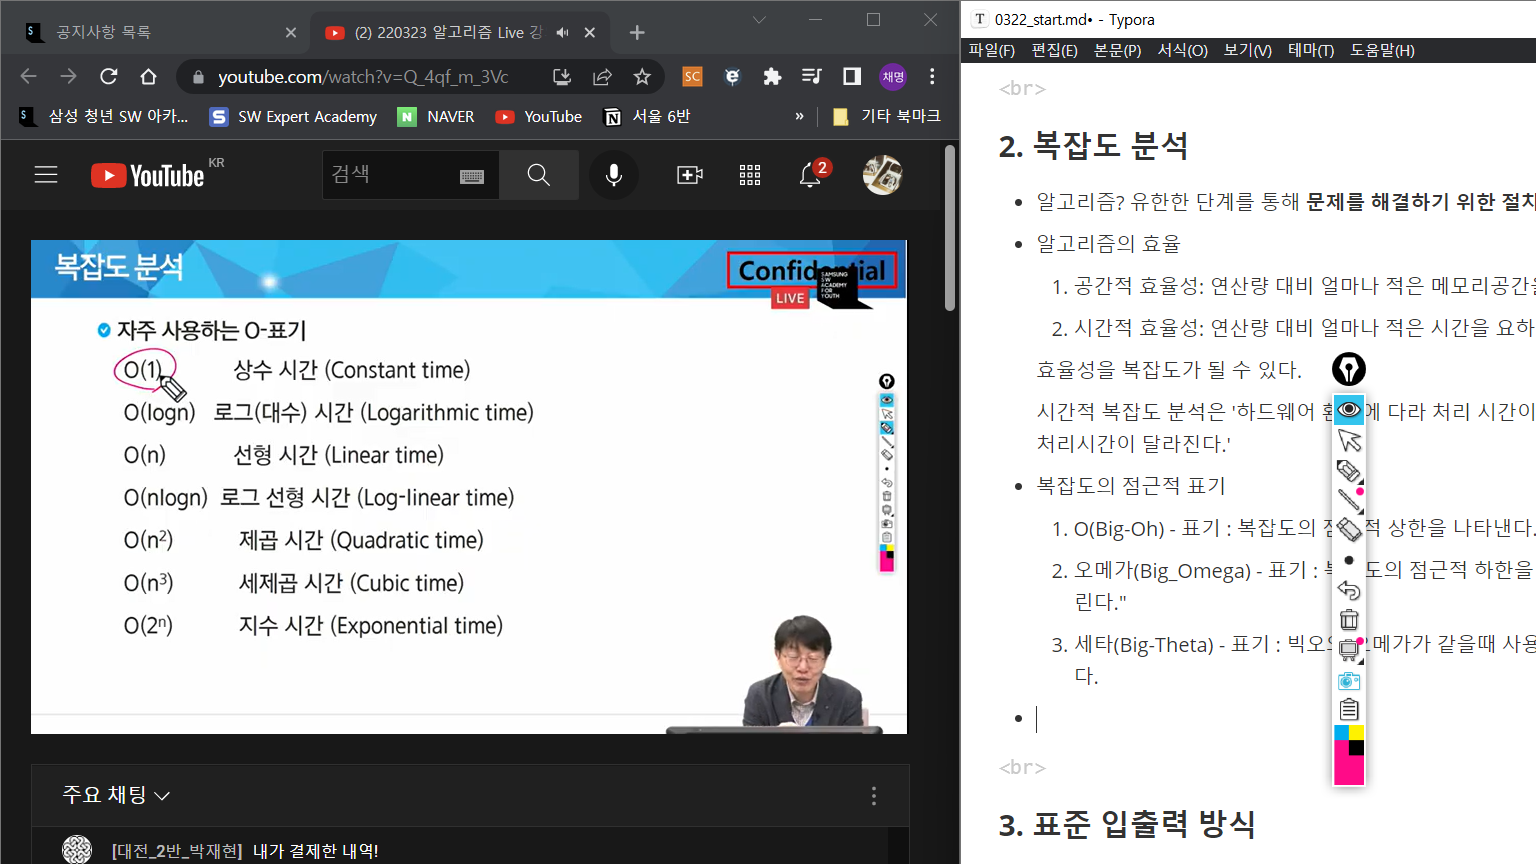 공지사항 목록
(2) 220323 알고리즘 Live 강
youtube.com/watch?v=Q_4qf_m_3Vc
SC
채명
삼성 청년 SW 아카...
SW Expert Academy
NAVER
YouTube
서울 6반
»
기타 북마크
YouTube KR
검색
2
복잡도 분석
Confidential
SAMSUNG
SW
ACADEMY
FOR
YOUTH
LIVE
자주 사용하는 O-표기
O(1) 상수 시간 (Constant time)
O(logn) 로그(대수) 시간 (Logarithmic time)
O(n) 선형 시간 (Linear time)
O(nlogn) 로그 선형 시간 (Log-linear time)
O(n²) 제곱 시간 (Quadratic time)
O(n³) 세제곱 시간 (Cubic time)
O(2ⁿ) 지수 시간 (Exponential time)
주요 채팅
[대전_2반_박재현] 내가 결제한 내역!
T 0322_start.md• - Typora
파일(F) 편집(E) 본문(P) 서식(O) 보기(V) 테마(T) 도움말(H)
<br>
2. 복잡도 분석
알고리즘? 유한한 단계를 통해 문제를 해결하기 위한 절차
알고리즘의 효율
1. 공간적 효율성: 연산량 대비 얼마나 적은 메모리공간을
2. 시간적 효율성: 연산량 대비 얼마나 적은 시간을 요하
효율성을 복잡도가 될 수 있다.
시간적 복잡도 분석은 '하드웨어 환 에 다라 처리 시간이
처리시간이 달라진다.'
복잡도의 점근적 표기
1. O(Big-Oh) - 표기 : 복잡도의 점 적 상한을 나타낸다.
2. 오메가(Big_Omega) - 표기 : 복 도의 점근적 하한을
린다."
3. 세타(Big-Theta) - 표기 : 빅오와 오메가가 같을때 사용
다.
<br>
3. 표준 입출력 방식